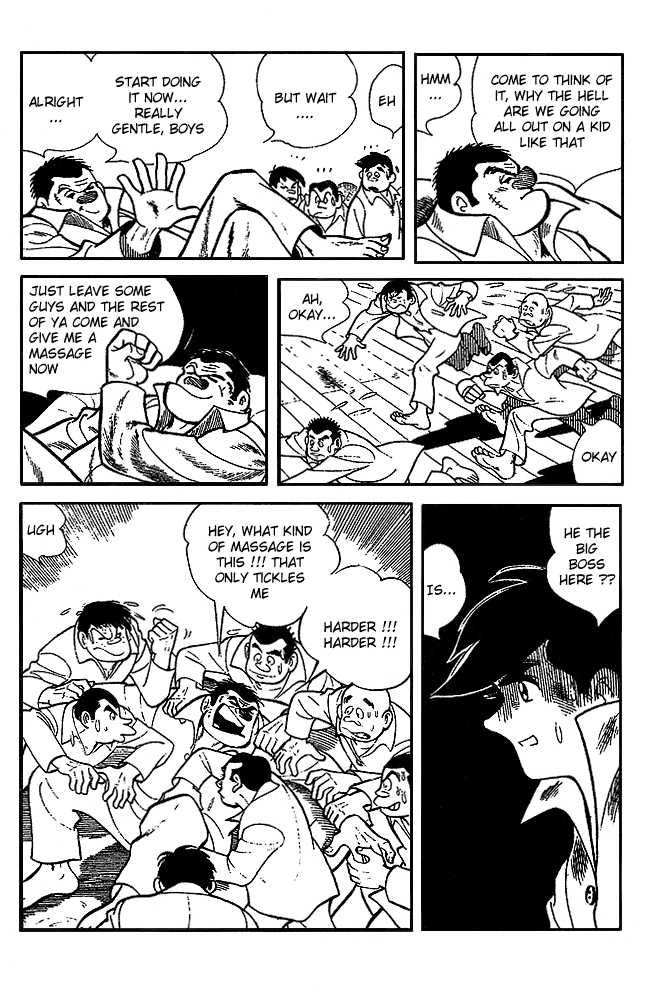 ALRIGHT
...
START DOING
IT NOW...
REALLY
GENTLE, BOYS
BUT WAIT
....
EH
HMM
...
COME TO THINK OF
IT, WHY THE HELL
ARE WE GOING
ALL OUT ON A KID
LIKE THAT
JUST LEAVE SOME
GUYS AND THE REST
OF YA COME AND
GIVE ME A
MASSAGE
NOW
AH,
OKAY...
OKAY
UGH
HEY, WHAT KIND
OF MASSAGE IS
THIS !!! THAT
ONLY TICKLES
ME
HARDER !!!
HARDER !!!
IS...
HE THE
BIG
BOSS
HERE ??